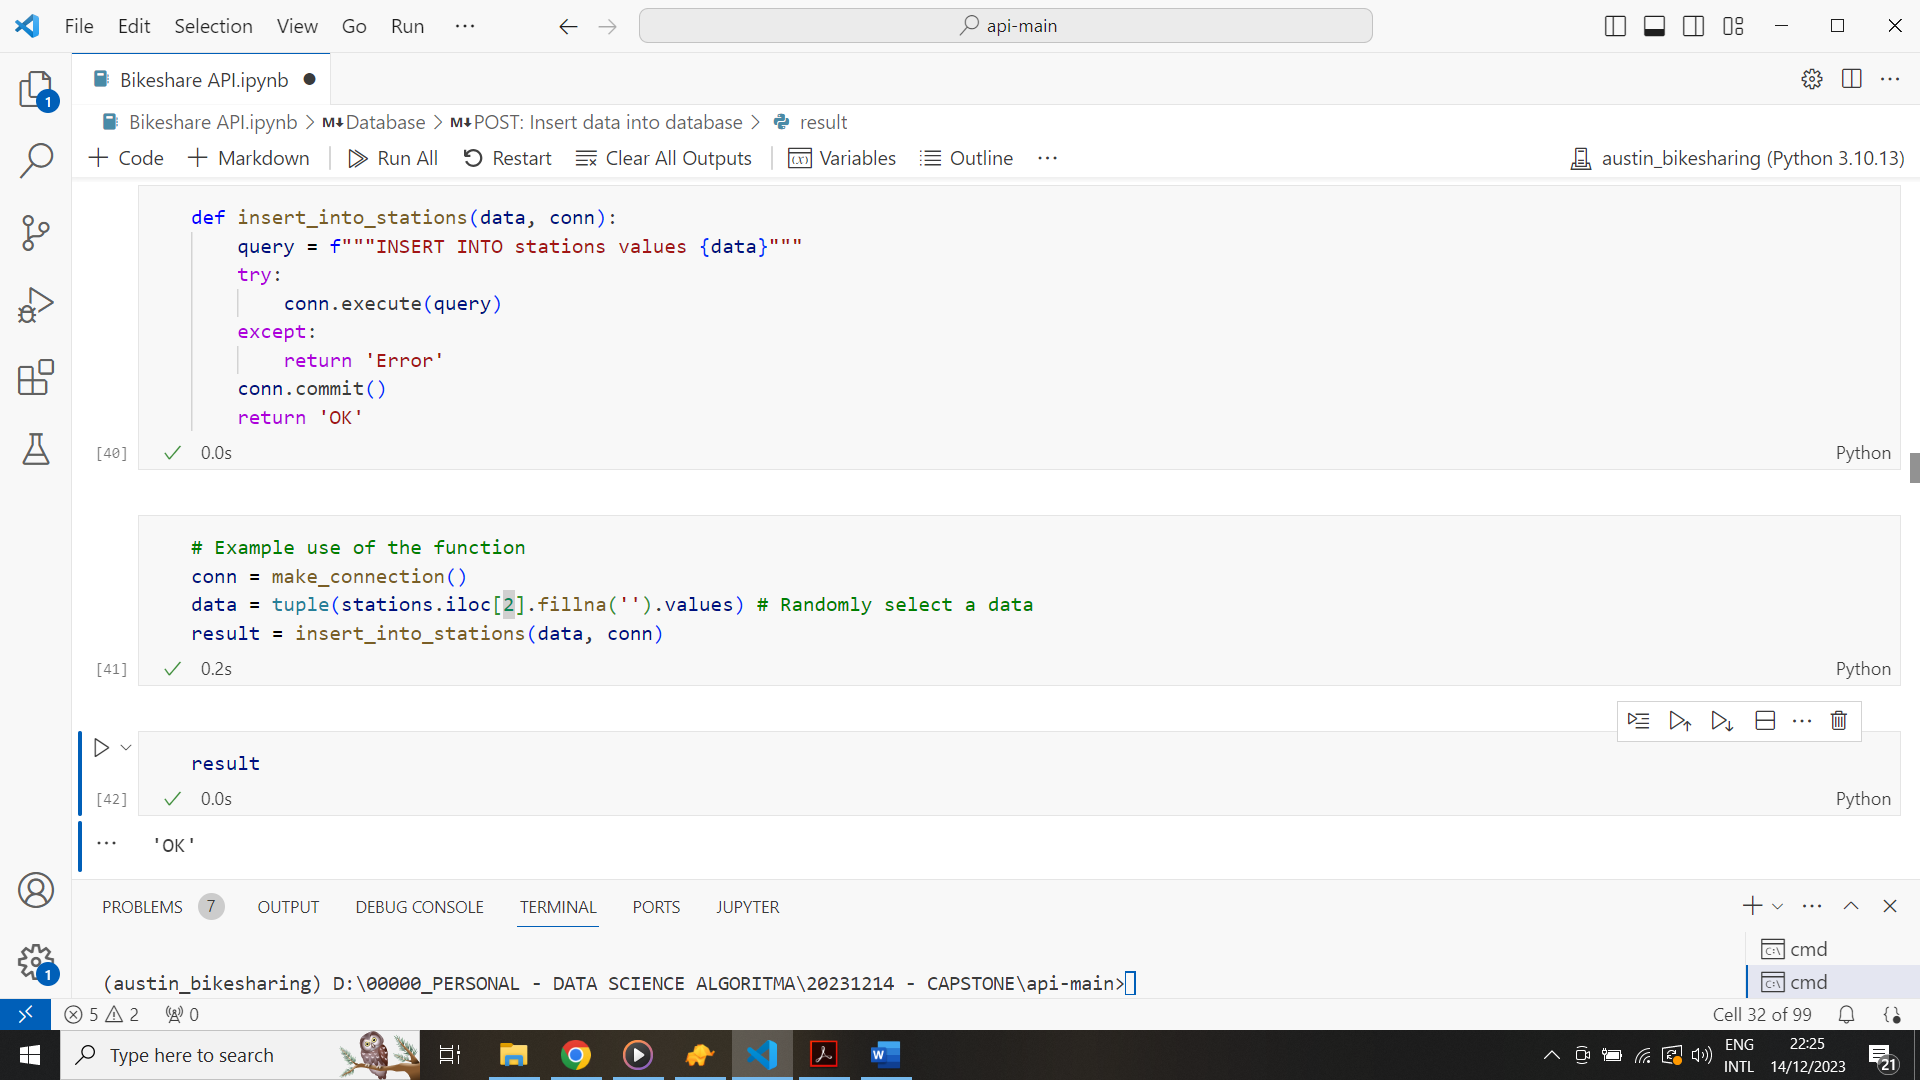 File Edit Selection View Go Run ··· api-main
Bikeshare API.ipynb
1
Bikeshare API.ipynb > M↓Database > M↓POST: Insert data into database > result
Code Markdown Run All Restart Clear All Outputs (x) Variables Outline ··· austin_bikesharing (Python 3.10.13)
def insert_into_stations(data, conn):
query = f"""INSERT INTO stations values {data}"""
try:
conn.execute(query)
except:
return 'Error'
conn.commit()
return 'OK'
[40] 0.0s Python
# Example use of the function
conn = make_connection()
data = tuple(stations.iloc[2].fillna('').values) # Randomly select a data
result = insert_into_stations(data, conn)
[41] 0.2s Python
result
[42] 0.0s Python
··· 'OK'
PROBLEMS 7 OUTPUT DEBUG CONSOLE TERMINAL PORTS JUPYTER
cmd
1
(austin_bikesharing) D:\00000_PERSONAL - DATA SCIENCE ALGORITMA\20231214 - CAPSTONE\api-main>
cmd
5 2 0 Cell 32 of 99
Type here to search
ENG 22:25
INTL 14/12/2023 21